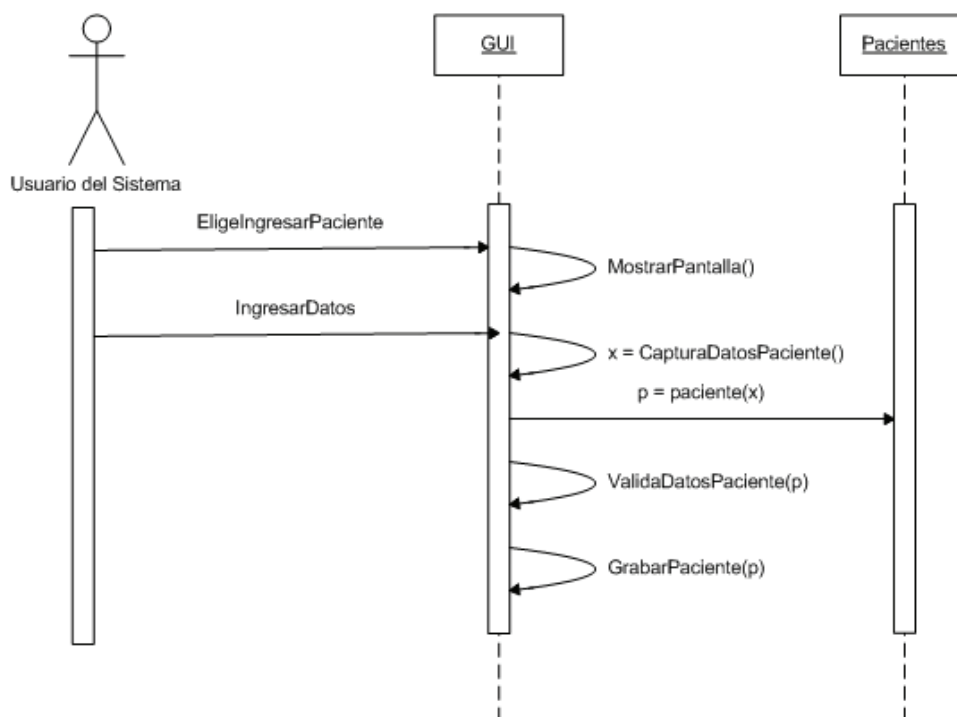 GUI
Pacientes
Usuario del Sistema
EligeIngresarPaciente
MostrarPantalla()
IngresarDatos
x = CapturaDatosPaciente()
p = paciente(x)
ValidaDatosPaciente(p)
GrabarPaciente(p)